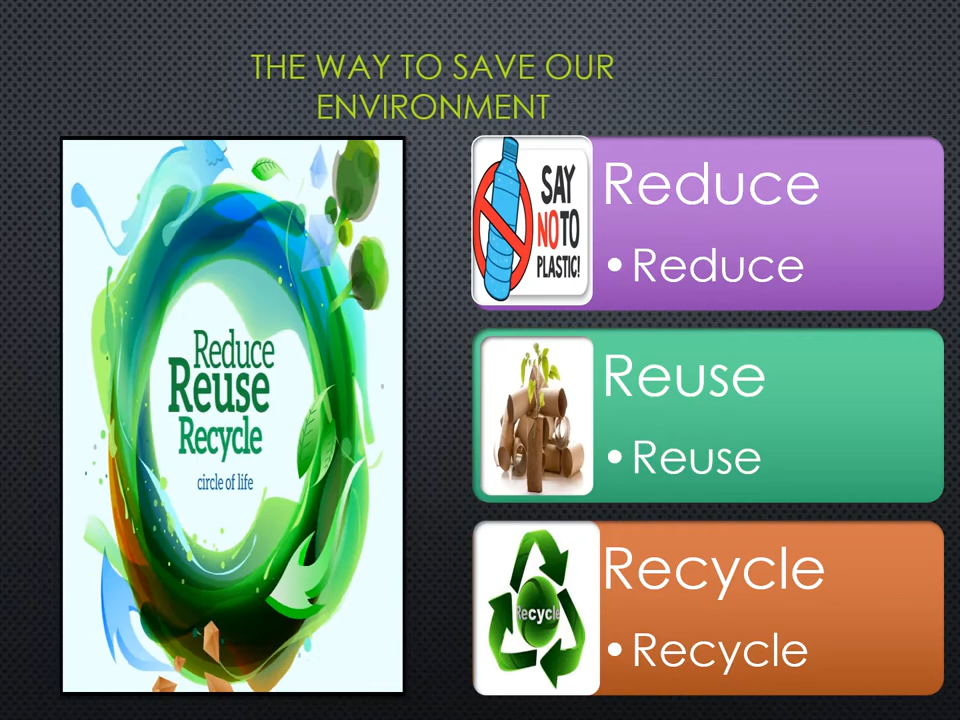 THE WAY TO SAVE OUR
ENVIRONMENT
Reduce
Reuse
Recycle
circle of life
SAY
NO TO
PLASTIC!
Reduce
• Reduce
Reuse
• Reuse
Recycle
Recycle
• Recycle